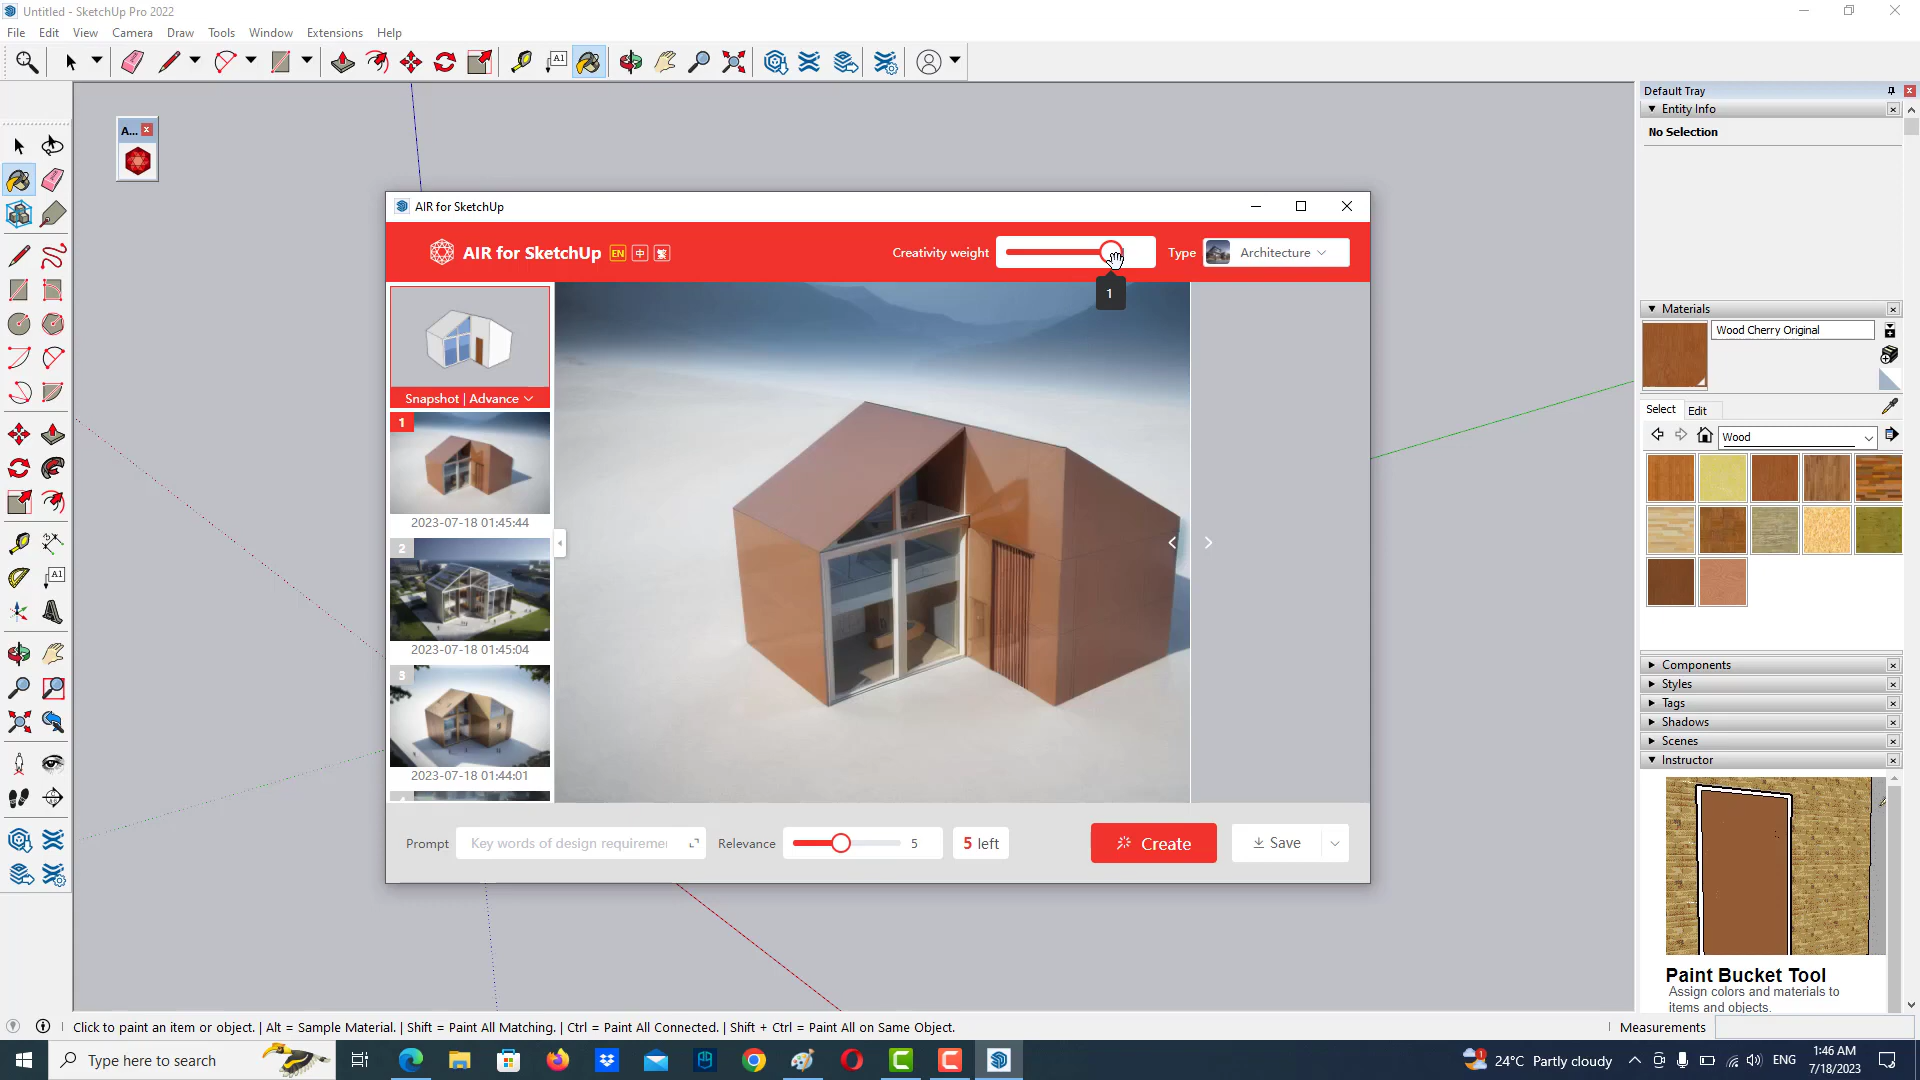 Untitled - SketchUp Pro 2022
File Edit View Camera Draw Tools Window Extensions Help
A1
Default Tray
Entity Info
No Selection
A...
AIR for SketchUp
AIR for SketchUp EN 中 繁
Creativity weight
Type Architecture
1
Snapshot | Advance
1
2023-07-18 01:45:44
2
2023-07-18 01:45:04
3
2023-07-18 01:44:01
Materials
Wood Cherry Original
Select Edit
Wood
A1
Components
Styles
Tags
Shadows
Scenes
Instructor
Paint Bucket Tool
Assign colors and materials to
items and objects.
Prompt Key words of design requiremen Relevance 5 5 left Create Save
Click to paint an item or object. | Alt = Sample Material. | Shift = Paint All Matching. | Ctrl = Paint All Connected. | Shift + Ctrl = Paint All on Same Object.
Measurements
Type here to search
1
24°C Partly cloudy
ENG
1:46 AM
7/18/2023